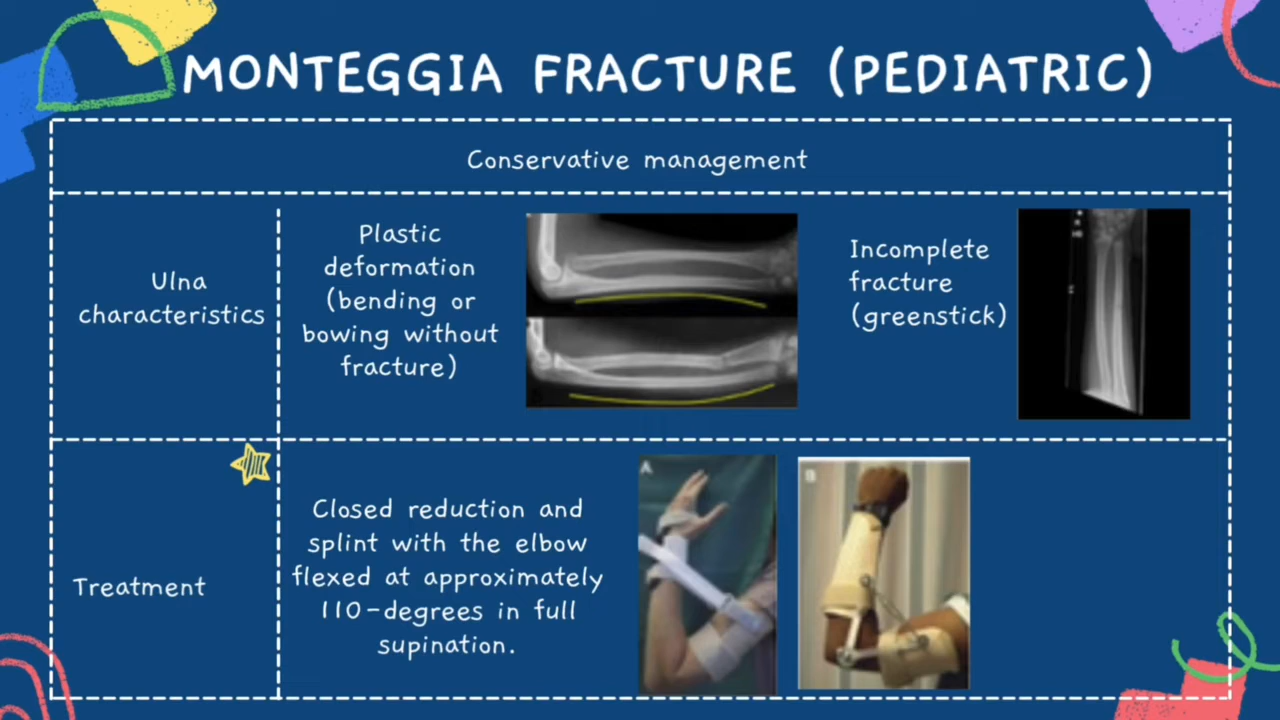 MONTEGGIA FRACTURE (PEDIATRIC)
Conservative management
Ulna
characteristics
Plastic
deformation
(bending or
bowing without
fracture)
Incomplete
fracture
(greenstick)
Treatment
Closed reduction and
splint with the elbow
flexed at approximately
110-degrees in full
supination.
A
B